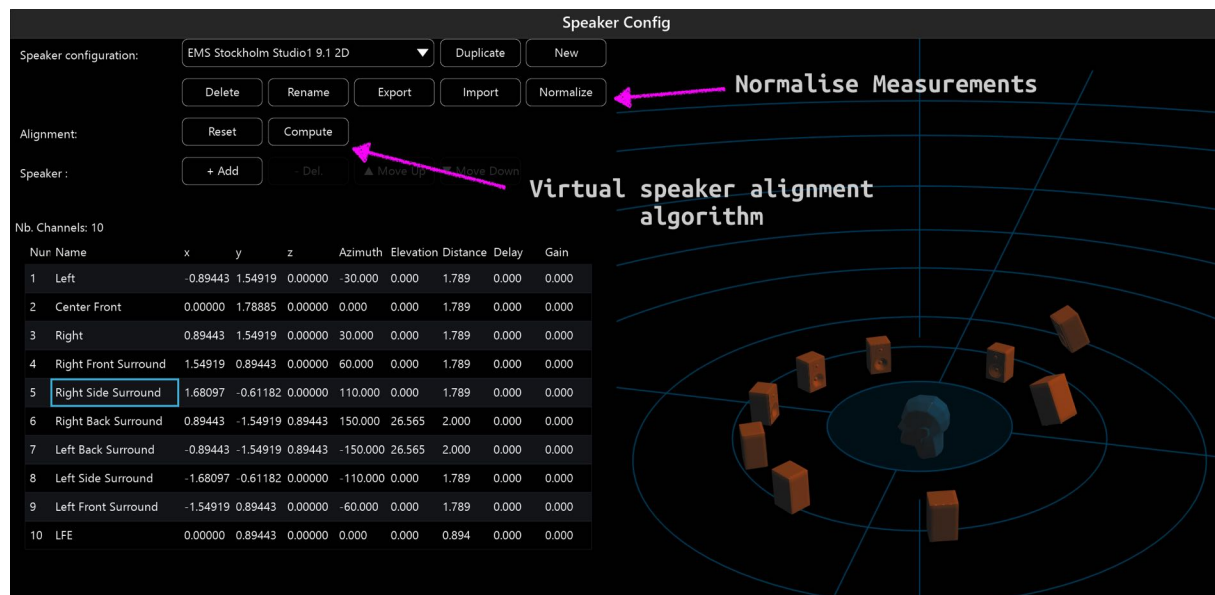 Speaker Config
Speaker configuration: EMS Stockholm Studio1 9.1 2D Duplicate New
Delete Rename Export Import Normalize
Normalise Measurements
Alignment: Reset Compute
Speaker : + Add - Del. ▲ Move Up ▼ Move Down
Virtual speaker alignment
algorithm
Nb. Channels: 10
Nur Name x y z Azimuth Elevation Distance Delay Gain
1 Left -0.89443 1.54919 0.00000 -30.000 0.000 1.789 0.000 0.000
2 Center Front 0.00000 1.78885 0.00000 0.000 0.000 1.789 0.000 0.000
3 Right 0.89443 1.54919 0.00000 30.000 0.000 1.789 0.000 0.000
4 Right Front Surround 1.54919 0.89443 0.00000 60.000 0.000 1.789 0.000 0.000
5 Right Side Surround 1.68097 -0.61182 0.00000 110.000 0.000 1.789 0.000 0.000
6 Right Back Surround 0.89443 -1.54919 0.89443 150.000 26.565 2.000 0.000 0.000
7 Left Back Surround -0.89443 -1.54919 0.89443 -150.000 26.565 2.000 0.000 0.000
8 Left Side Surround -1.68097 -0.61182 0.00000 -110.000 0.000 1.789 0.000 0.000
9 Left Front Surround -1.54919 0.89443 0.00000 -60.000 0.000 1.789 0.000 0.000
10 LFE 0.00000 0.89443 0.00000 0.000 0.000 0.894 0.000 0.000